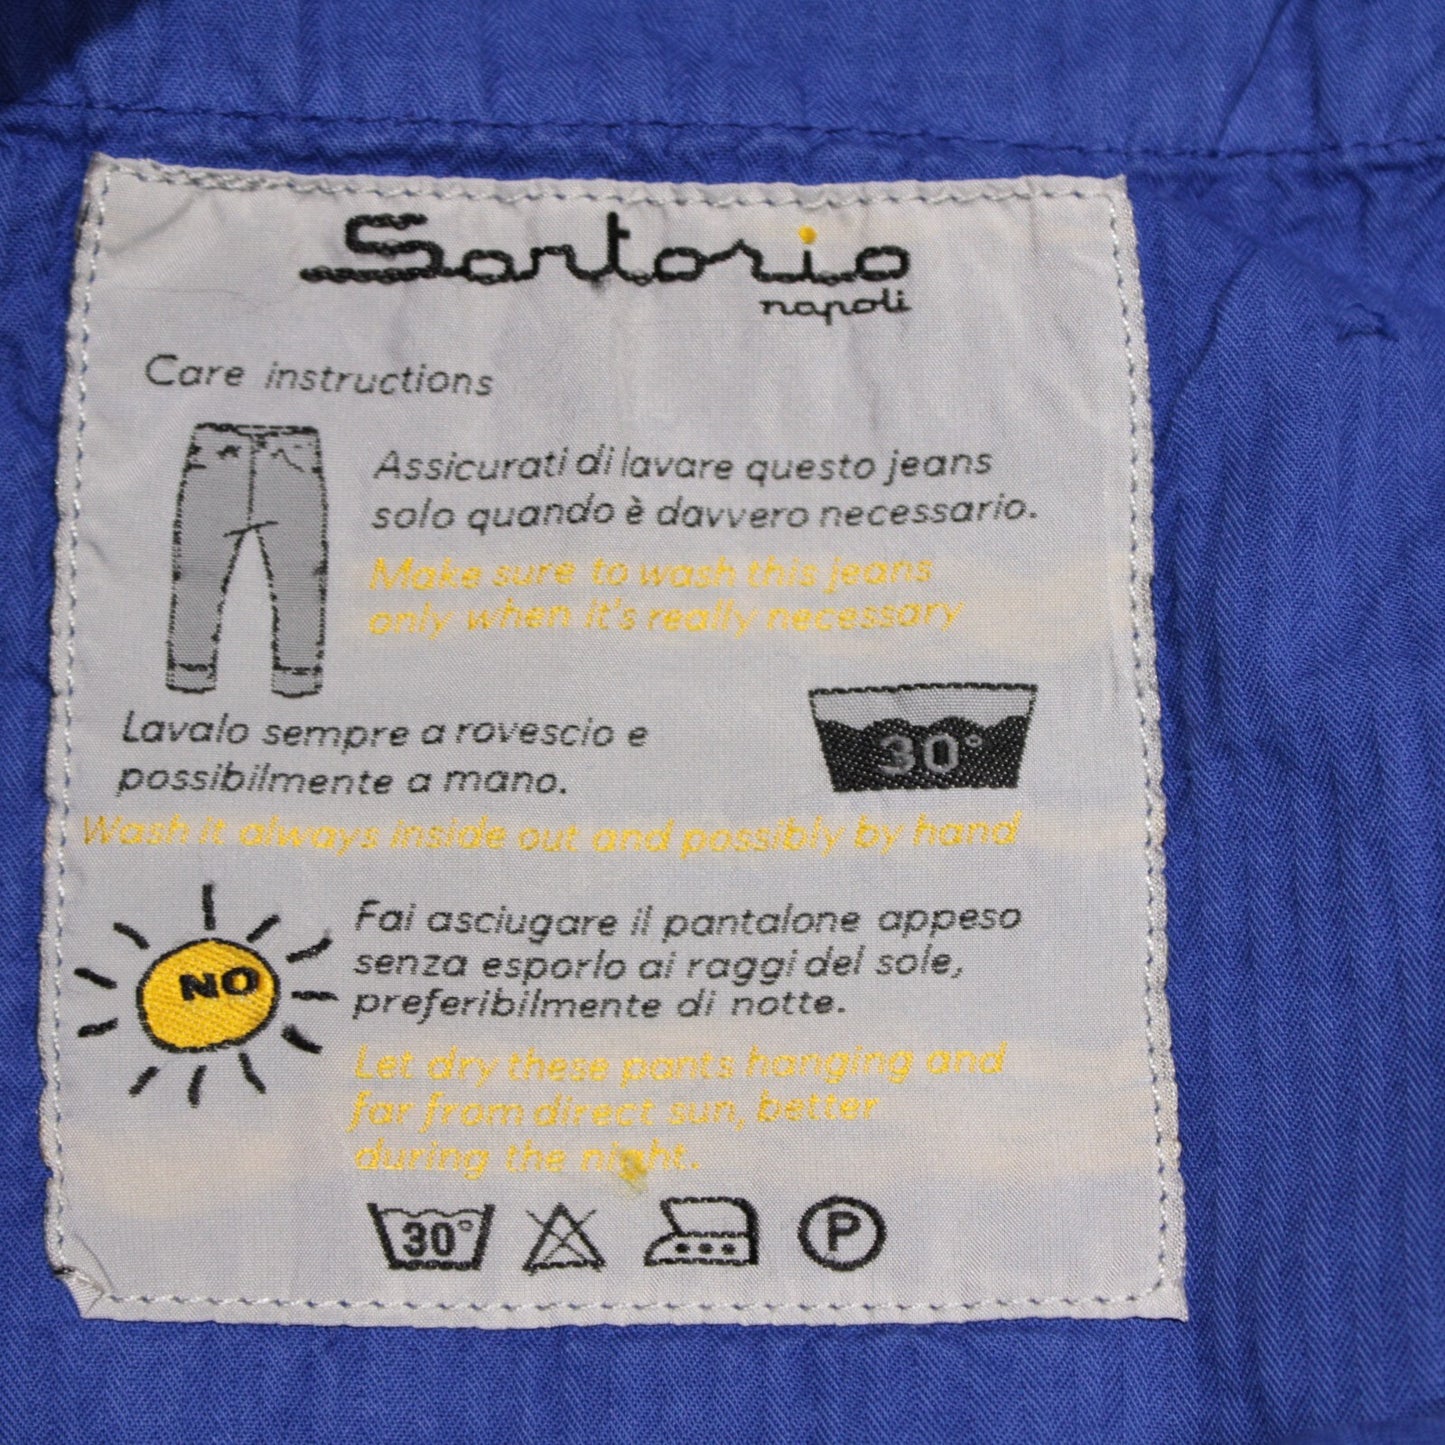 Sartorio
napoli
Care instructions
Assicurati di lavare questo jeans
solo quando è davvero necessario.
Make sure to wash this jeans
only when it's really necessary
Lavalo sempre a rovescio e
possibilmente a mano.
30°
Wash it always inside out and possibly by hand
NO
Fai asciugare il pantalone appeso
senza esporlo ai raggi del sole,
preferibilmente di notte.
Let dry these pants hanging and
far from direct sun, better
during the night.
30° P